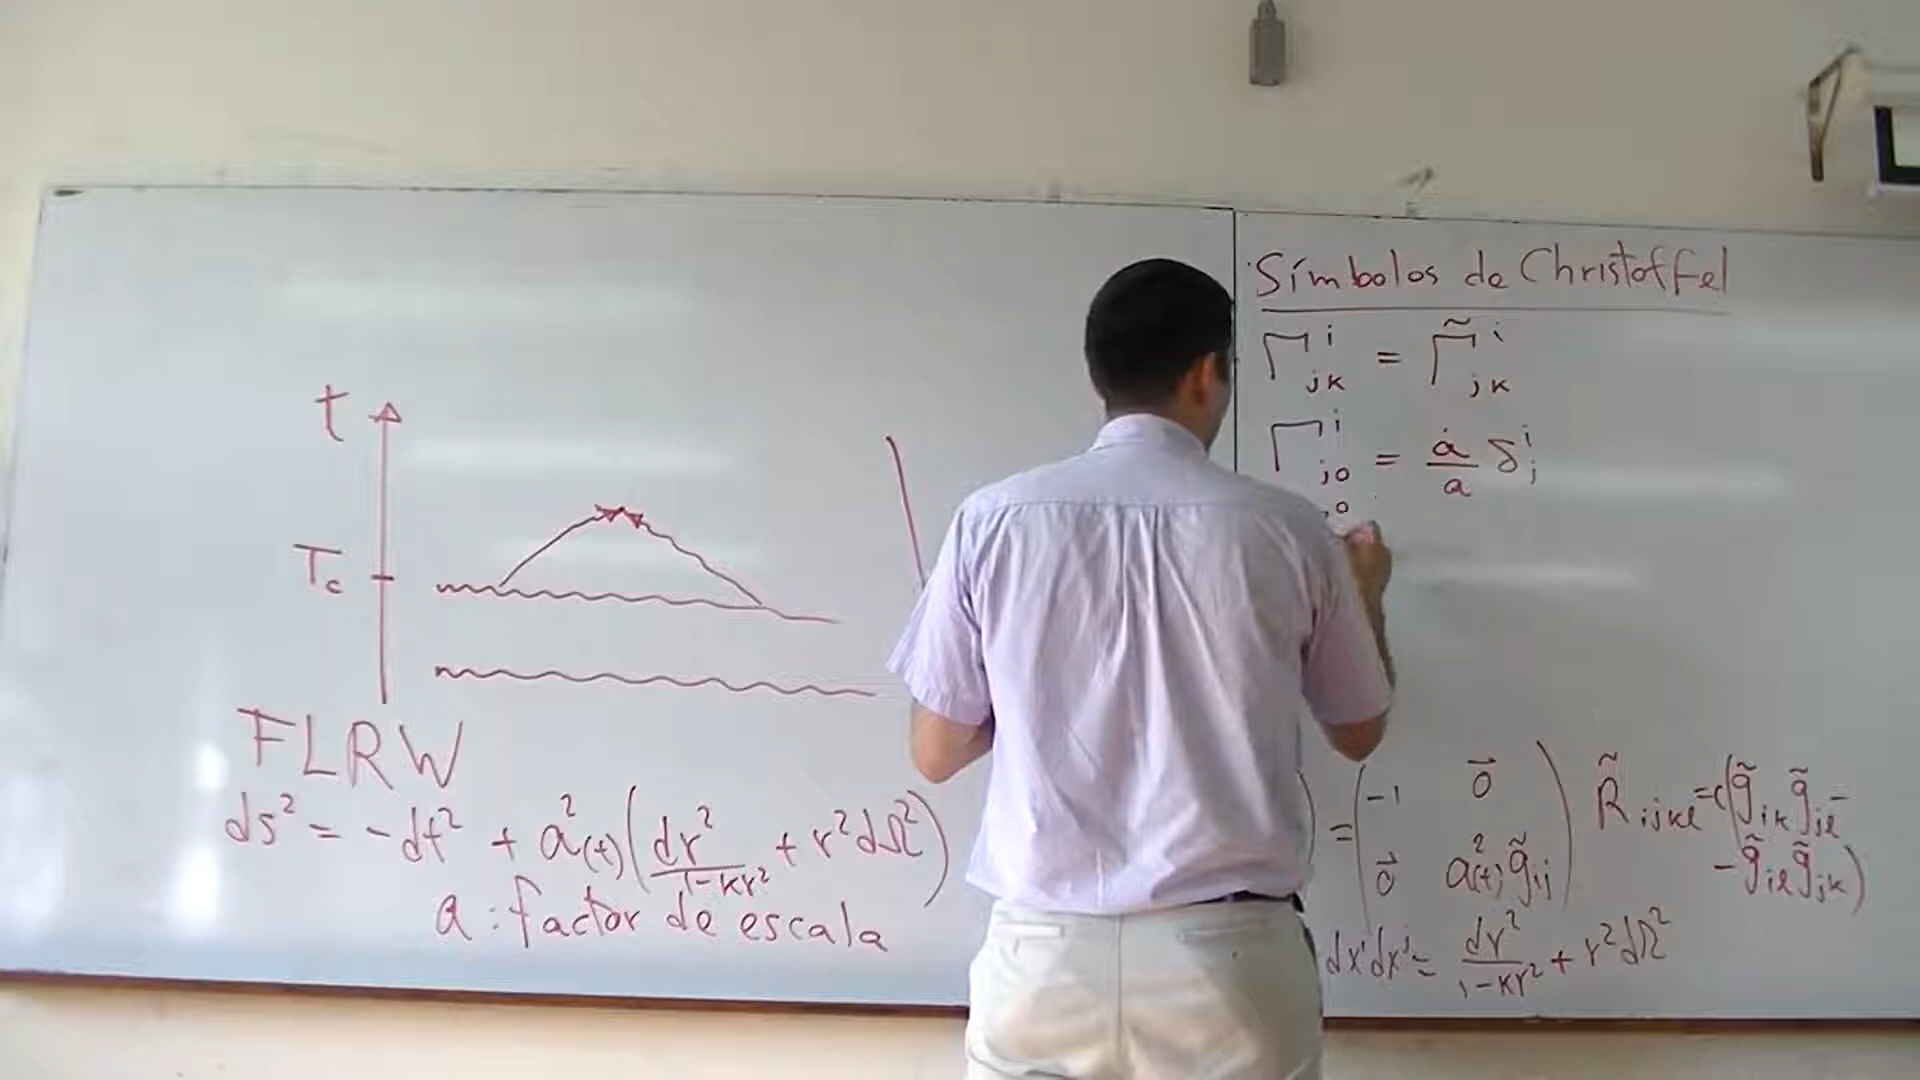 t
T_c
FLRW
ds² = -dt² + a²(t)(dr²/1-kr² + r²dΩ²)
a : factor de escala
Símbolos de Christoffel
Γ^i_jk = Γ̃^i_jk
Γ^i_j0 = ȧ/a δ^i_j
0
) = (-1 0⃗
0⃗ a²(t) g̃_ij)
R̃_ijkl = c(g̃_ik g̃_jl -
- g̃_il g̃_jk)
dx^i dx^j = dr²/1-kr² + r²dΩ²